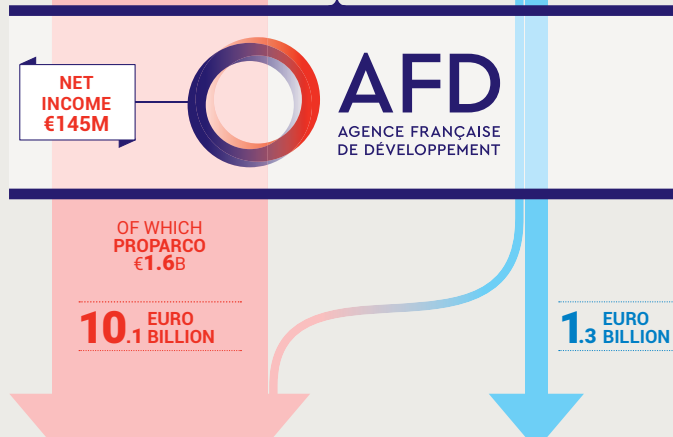 NET
INCOME
€145M
AFD
AGENCE FRANÇAISE
DE DÉVELOPPEMENT
OF WHICH
PROPARCO
€1.6B
10.1 EURO
BILLION
1.3 EURO
BILLION